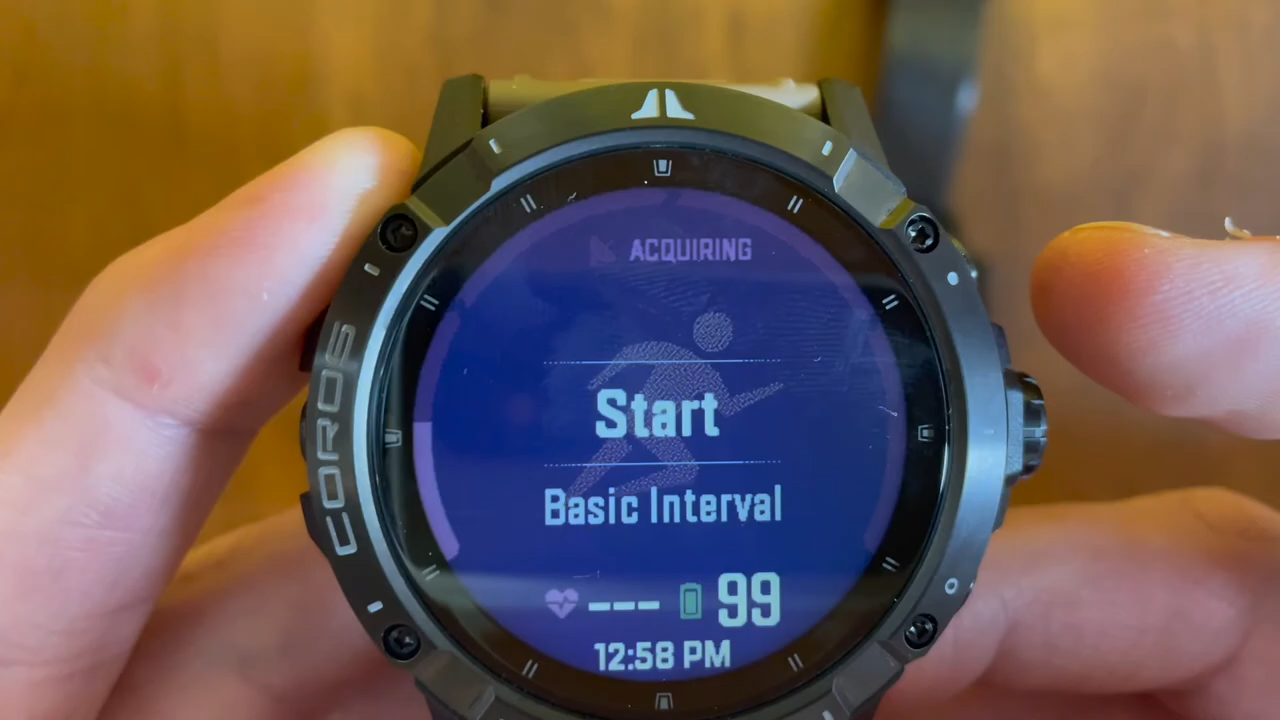 ACQUIRING
Start
Basic Interval
--- 99
12:58 PM
COROS